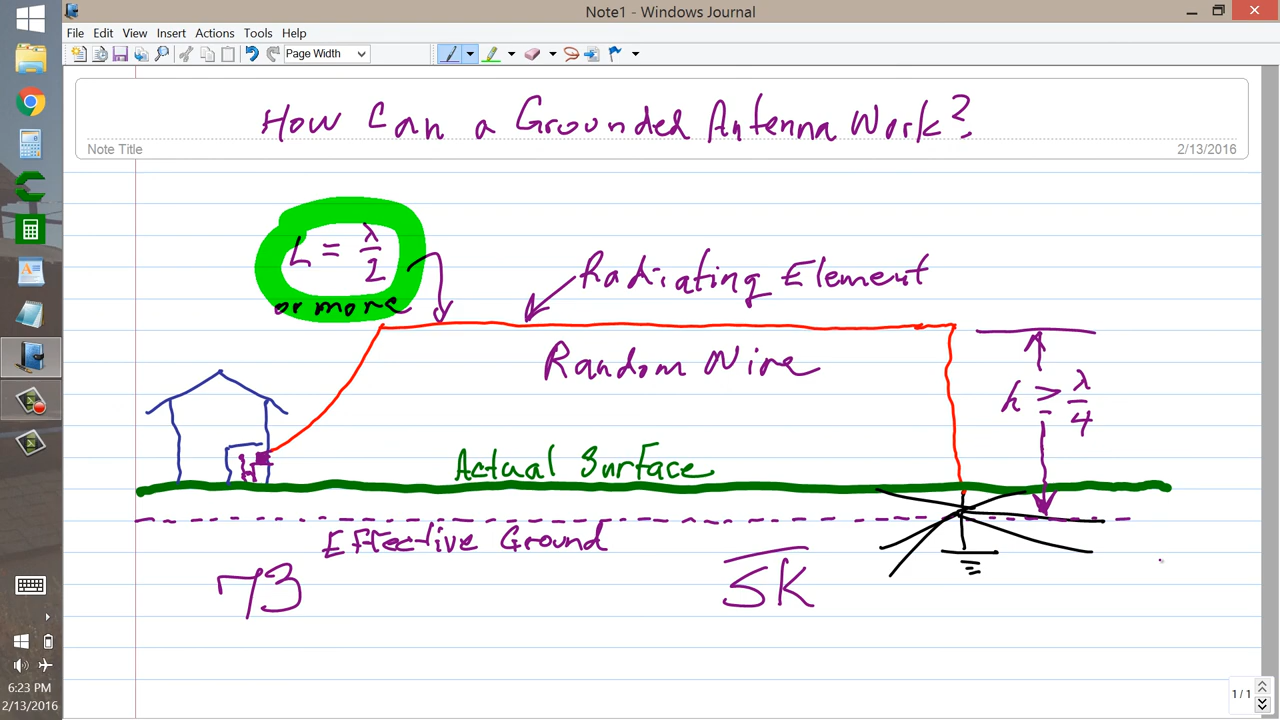 Note1 - Windows Journal
File Edit View Insert Actions Tools Help
Page Width
How Can a Grounded Antenna Work?
Note Title
2/13/2016
L = λ/2
or more
Radiating Element
Random Wire
h ≥ λ/4
Actual Surface
Effective Ground
73
SK
6:23 PM
2/13/2016
1/1